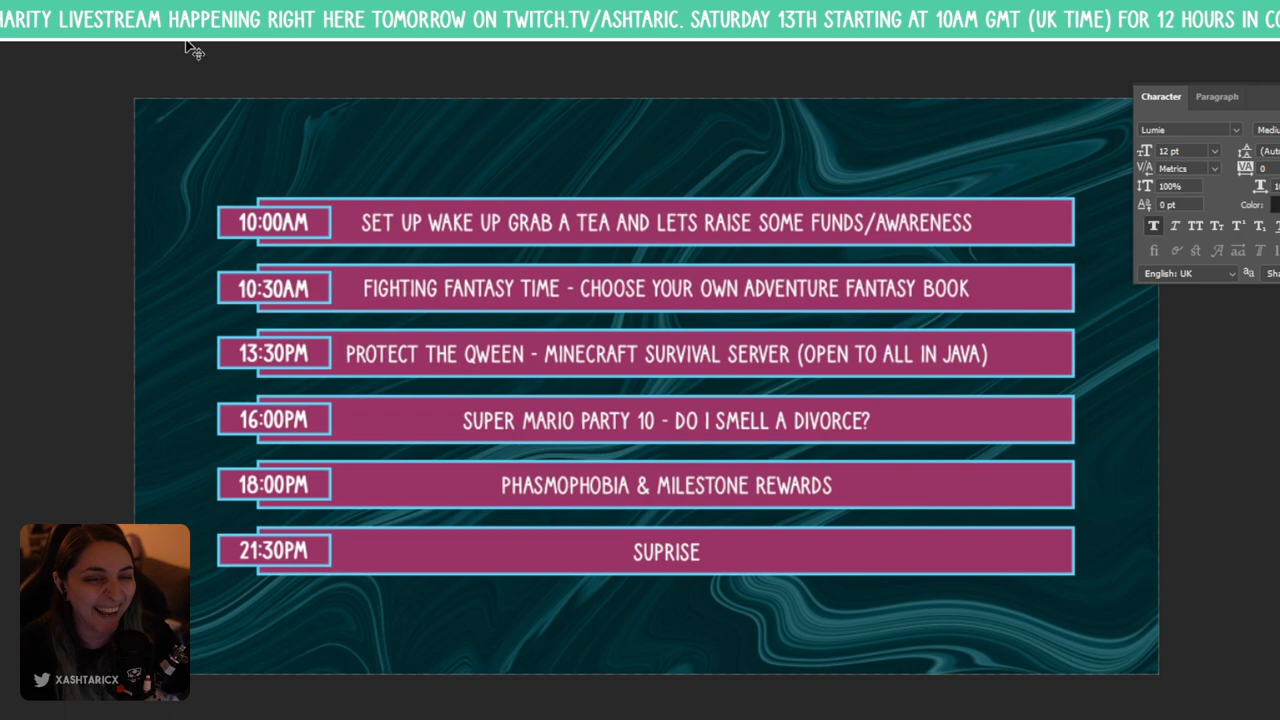 LIVESTREAM HAPPENING RIGHT HERE TOMORROW ON TWITCH.TV/ASHTARIC. SATURDAY 13TH STARTING AT 10AM GMT (UK TIME) FOR 12 HOURS IN
Character Paragraph
Lumie
12 pt
Metrics 0
100%
0 pt Color:
English: UK
10:00AM SET UP WAKE UP GRAB A TEA AND LETS RAISE SOME FUNDS/AWARENESS
10:30AM FIGHTING FANTASY TIME - CHOOSE YOUR OWN ADVENTURE FANTASY BOOK
13:30PM PROTECT THE QWEEN - MINECRAFT SURVIVAL SERVER (OPEN TO ALL IN JAVA)
16:00PM SUPER MARIO PARTY 10 - DO I SMELL A DIVORCE?
18:00PM PHASMOPHOBIA & MILESTONE REWARDS
21:30PM SUPRISE
XASHTARICX